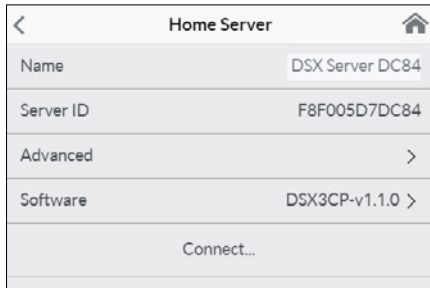 Home Server
Name DSX Server DC84
Server ID F8F005D7DC84
Advanced
Software DSX3CP-v1.1.0
Connect...